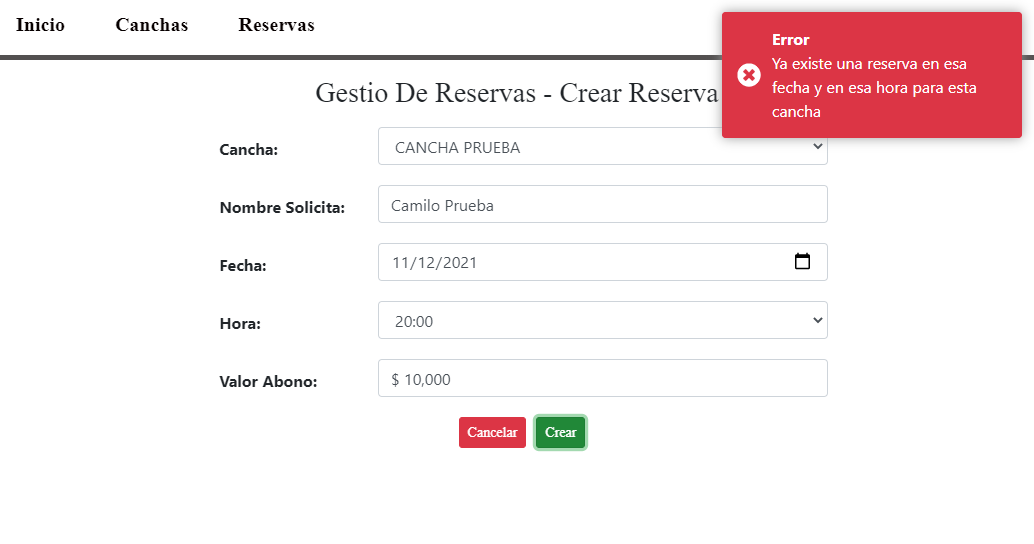 Inicio Canchas Reservas
Error
Ya existe una reserva en esa
fecha y en esa hora para esta
cancha
Gestio De Reservas - Crear Reserva
Cancha: CANCHA PRUEBA
Nombre Solicita: Camilo Prueba
Fecha: 11/12/2021
Hora: 20:00
Valor Abono: $ 10,000
Cancelar Crear